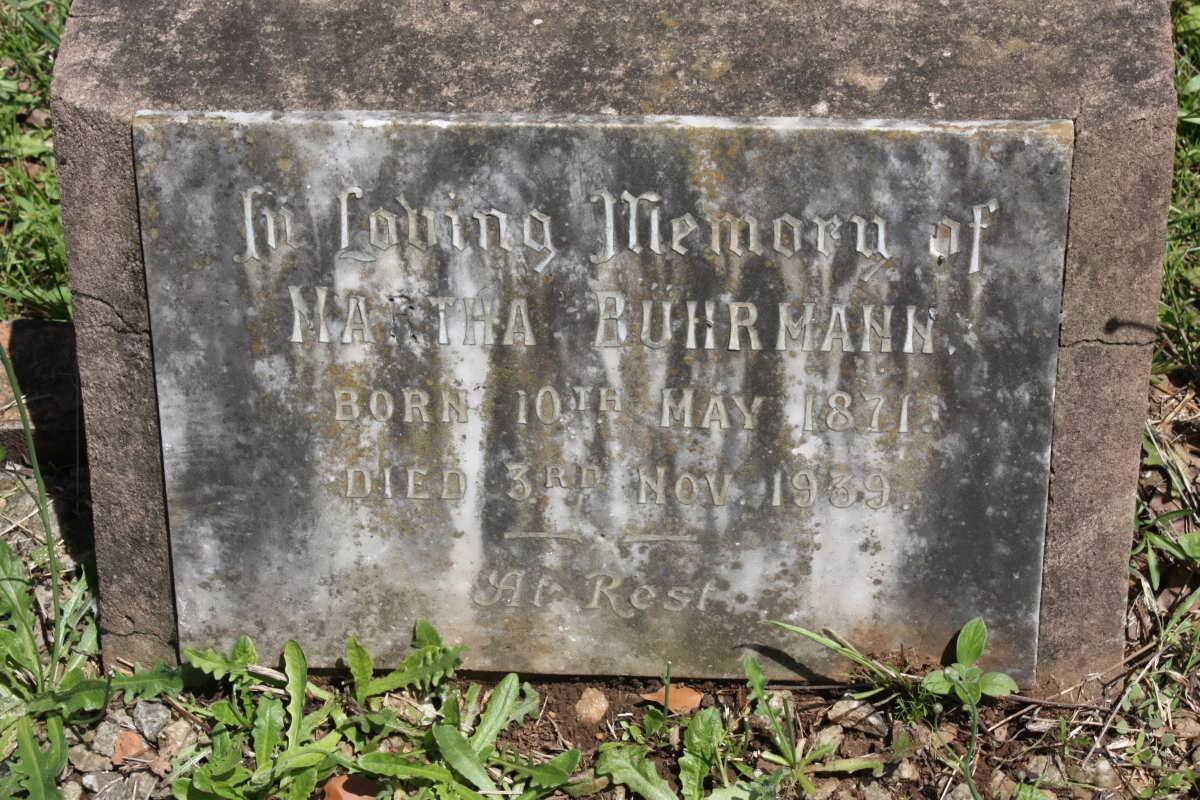 In Loving Memory of
MARTHA BÜHRMANN.
BORN 10TH MAY 1871.
DIED 3RD NOV. 1939.
At Rest